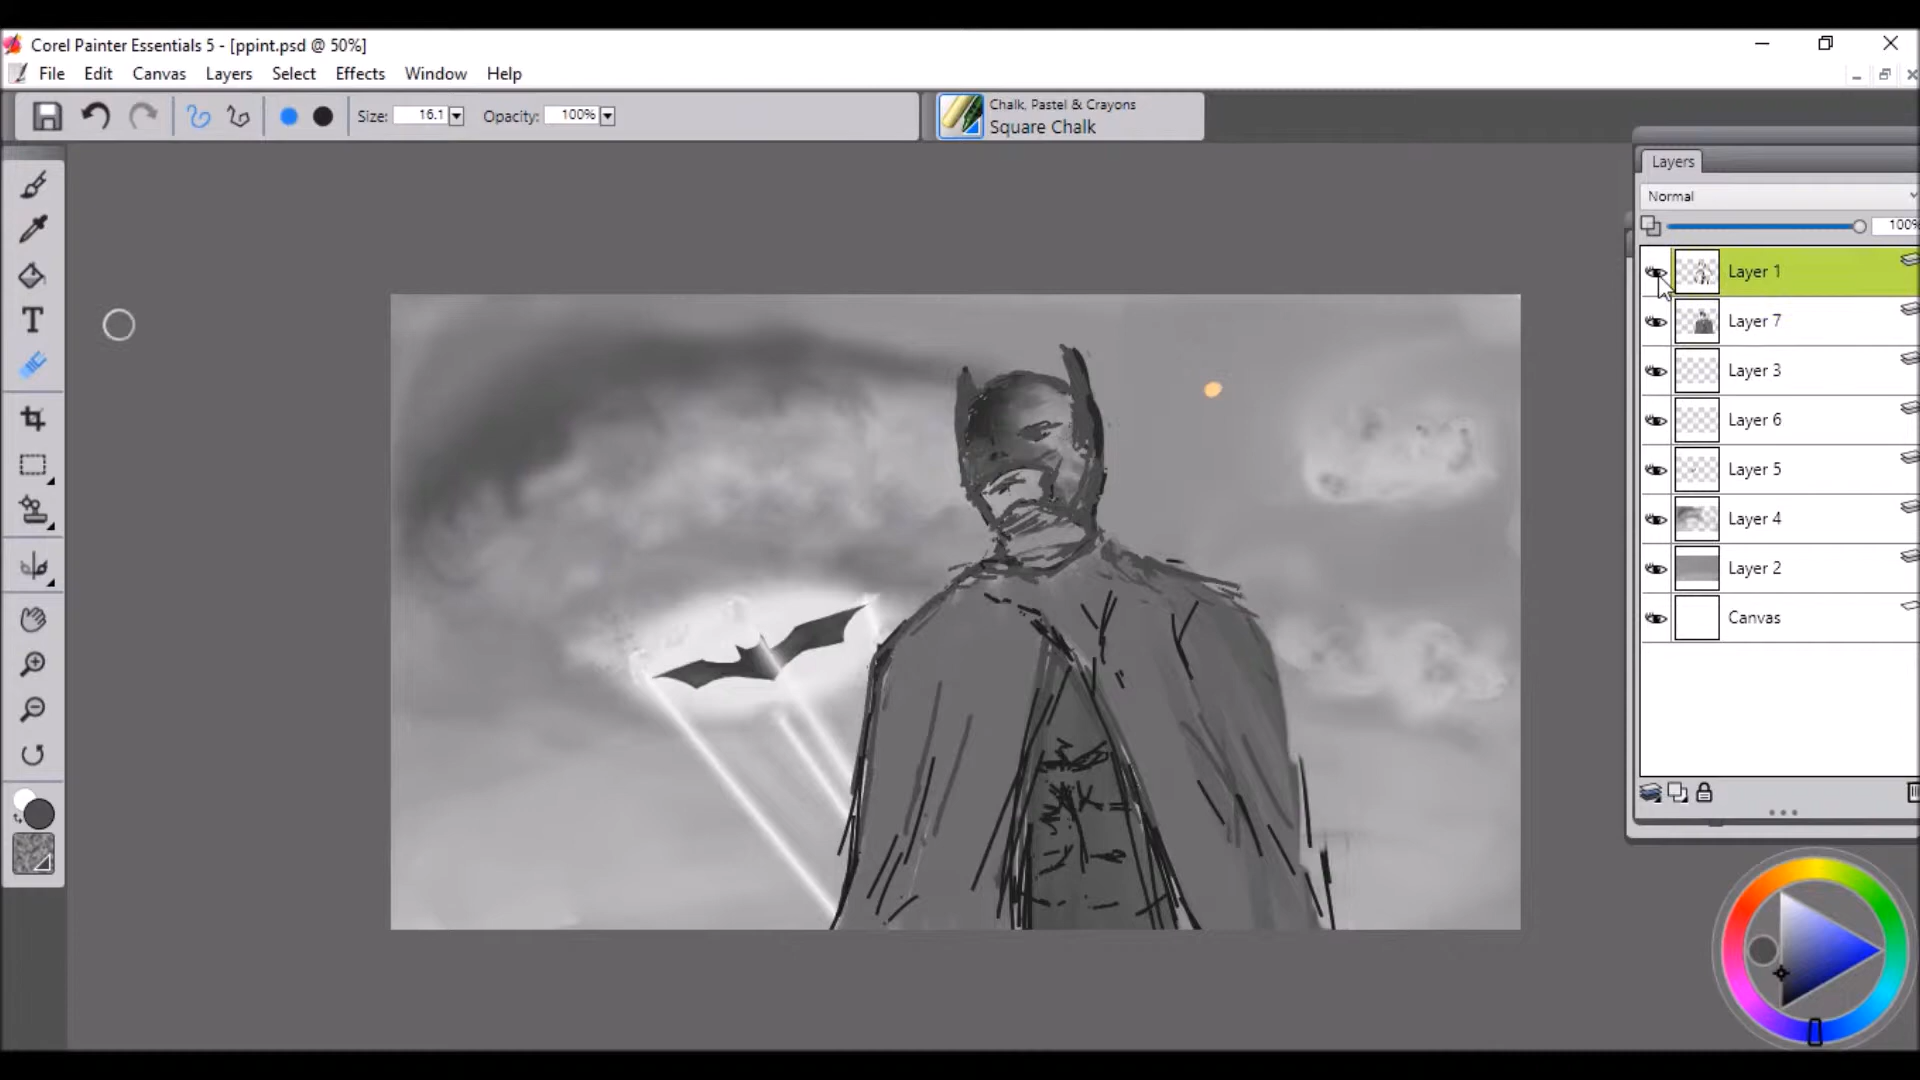 Corel Painter Essentials 5 - [ppint.psd @ 50%]
File Edit Canvas Layers Select Effects Window Help
Size: 16.1 Opacity: 100%
Chalk, Pastel & Crayons
Square Chalk
Layers
Normal
100%
Layer 1
Layer 7
Layer 3
Layer 6
Layer 5
Layer 4
Layer 2
Canvas
T